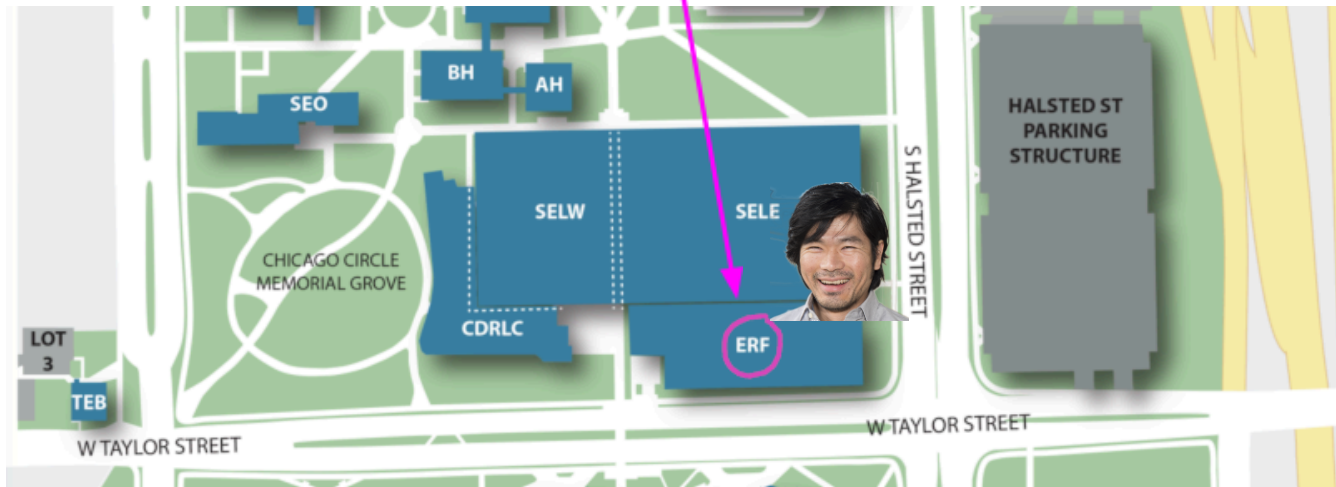 BH
AH
SEO
HALSTED ST
PARKING
STRUCTURE
S HALSTED STREET
SELW
SELE
CHICAGO CIRCLE
MEMORIAL GROVE
CDRLC
ERF
LOT
3
TEB
W TAYLOR STREET
W TAYLOR STREET